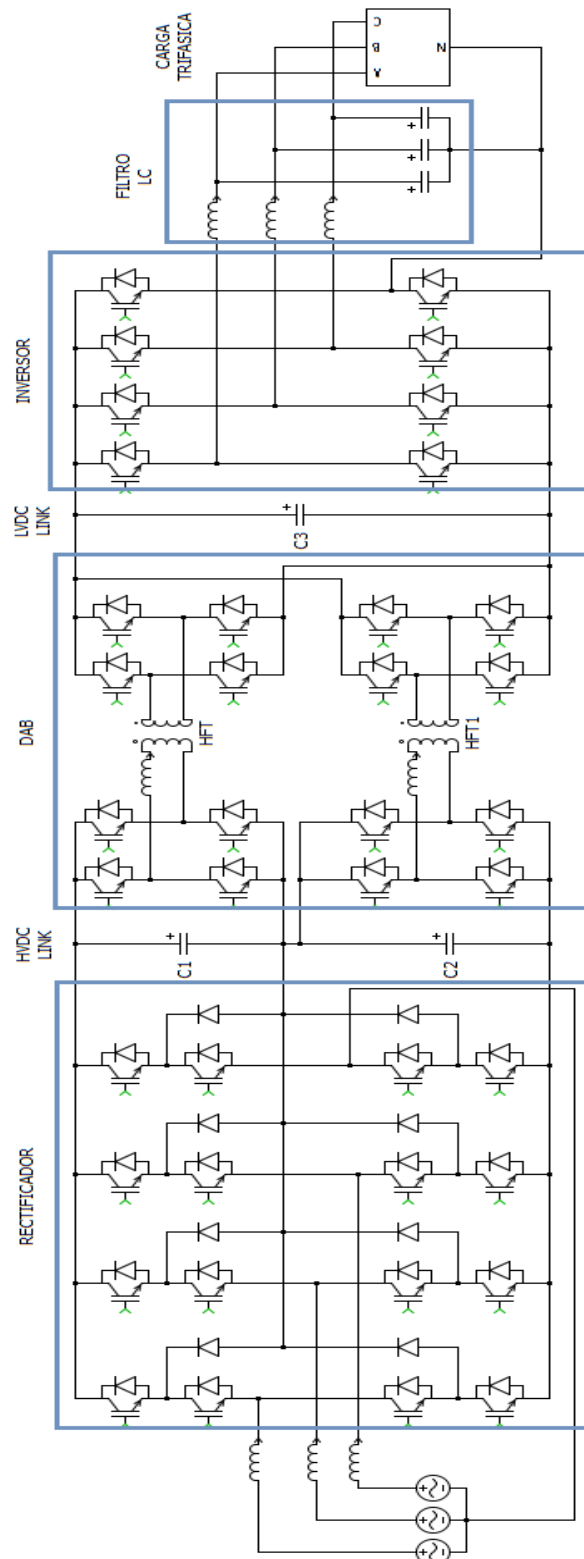 RECTIFICADOR
HVDC
LINK
C1
C2
DAB
HFT
HFT1
LVDC
LINK
C3
INVERSOR
FILTRO
LC
CARGA
TRIFASICA
A
B
C
N